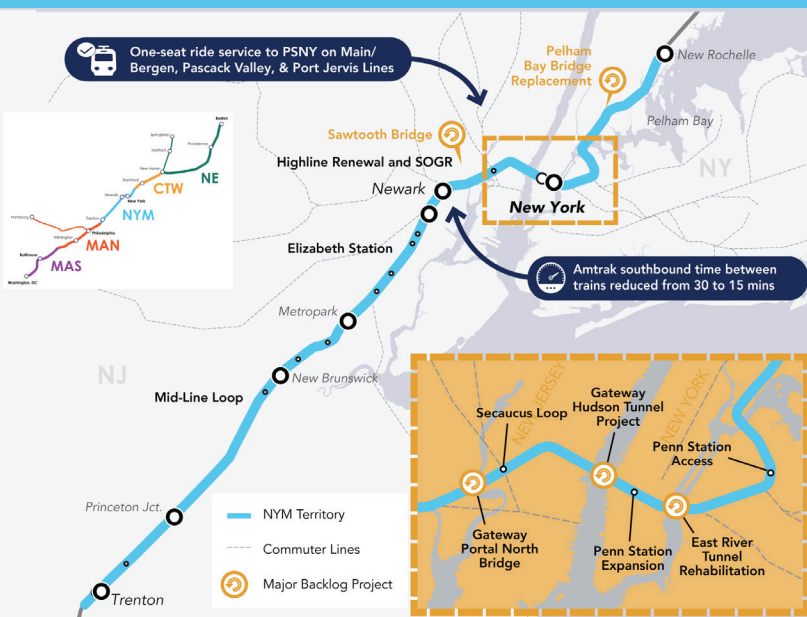 One-seat ride service to PSNY on Main/
Bergen, Pascack Valley, & Port Jervis Lines
Pelham
Bay Bridge
Replacement
New Rochelle
Pelham Bay
Sawtooth Bridge
Highline Renewal and SOGR
NY
Newark
New York
Boston
Springfield
Hartford
Providence
New Haven
Stamford
NE
CTW
Newark
New York
NYM
Trenton
Harrisburg
Philadelphia
Wilmington
MAN
Baltimore
MAS
Washington, DC
Elizabeth Station
Amtrak southbound time between
trains reduced from 30 to 15 mins
Metropark
NJ
New Brunswick
Mid-Line Loop
Princeton Jct.
Trenton
NYM Territory
Commuter Lines
Major Backlog Project
NEW JERSEY
NEW YORK
Secaucus Loop
Gateway
Hudson Tunnel
Project
Penn Station
Access
Gateway
Portal North
Bridge
Penn Station
Expansion
East River
Tunnel
Rehabilitation